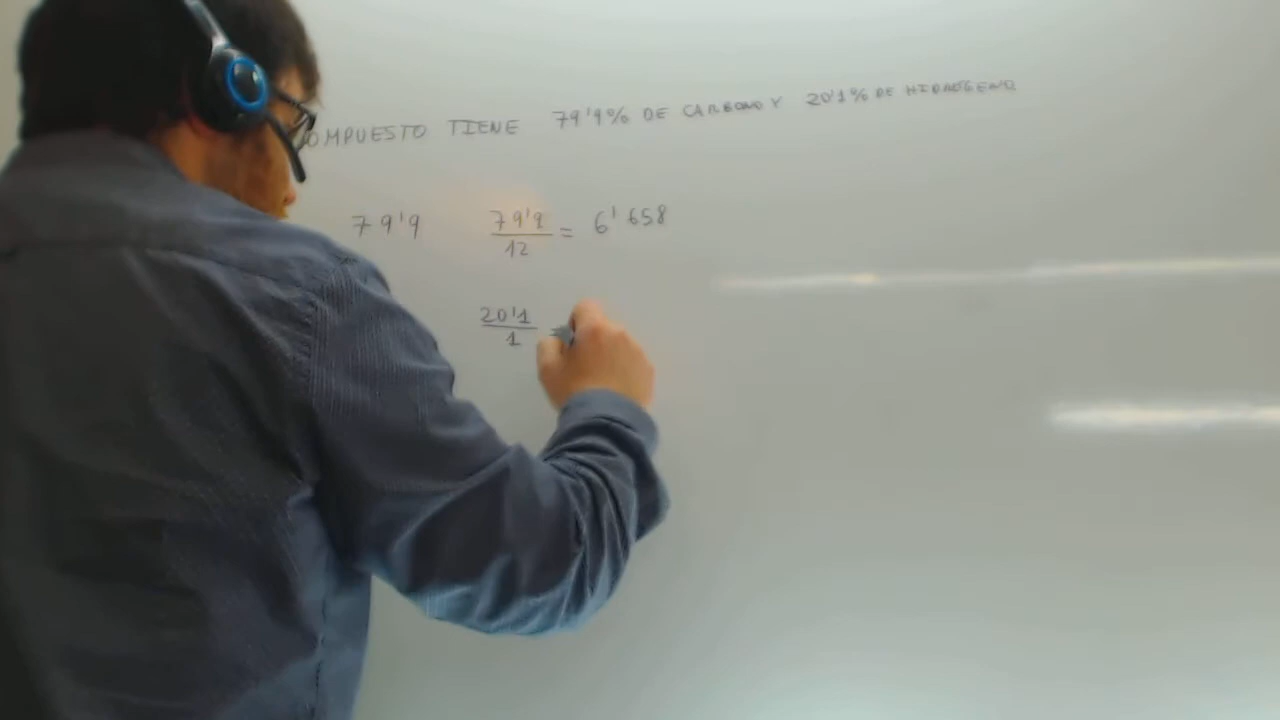 OMPUESTO TIENE 79'9% DE CARBONO Y 20'1% DE HIDROGENO
79'9 79'9/12 = 6'658
20'1/1 =